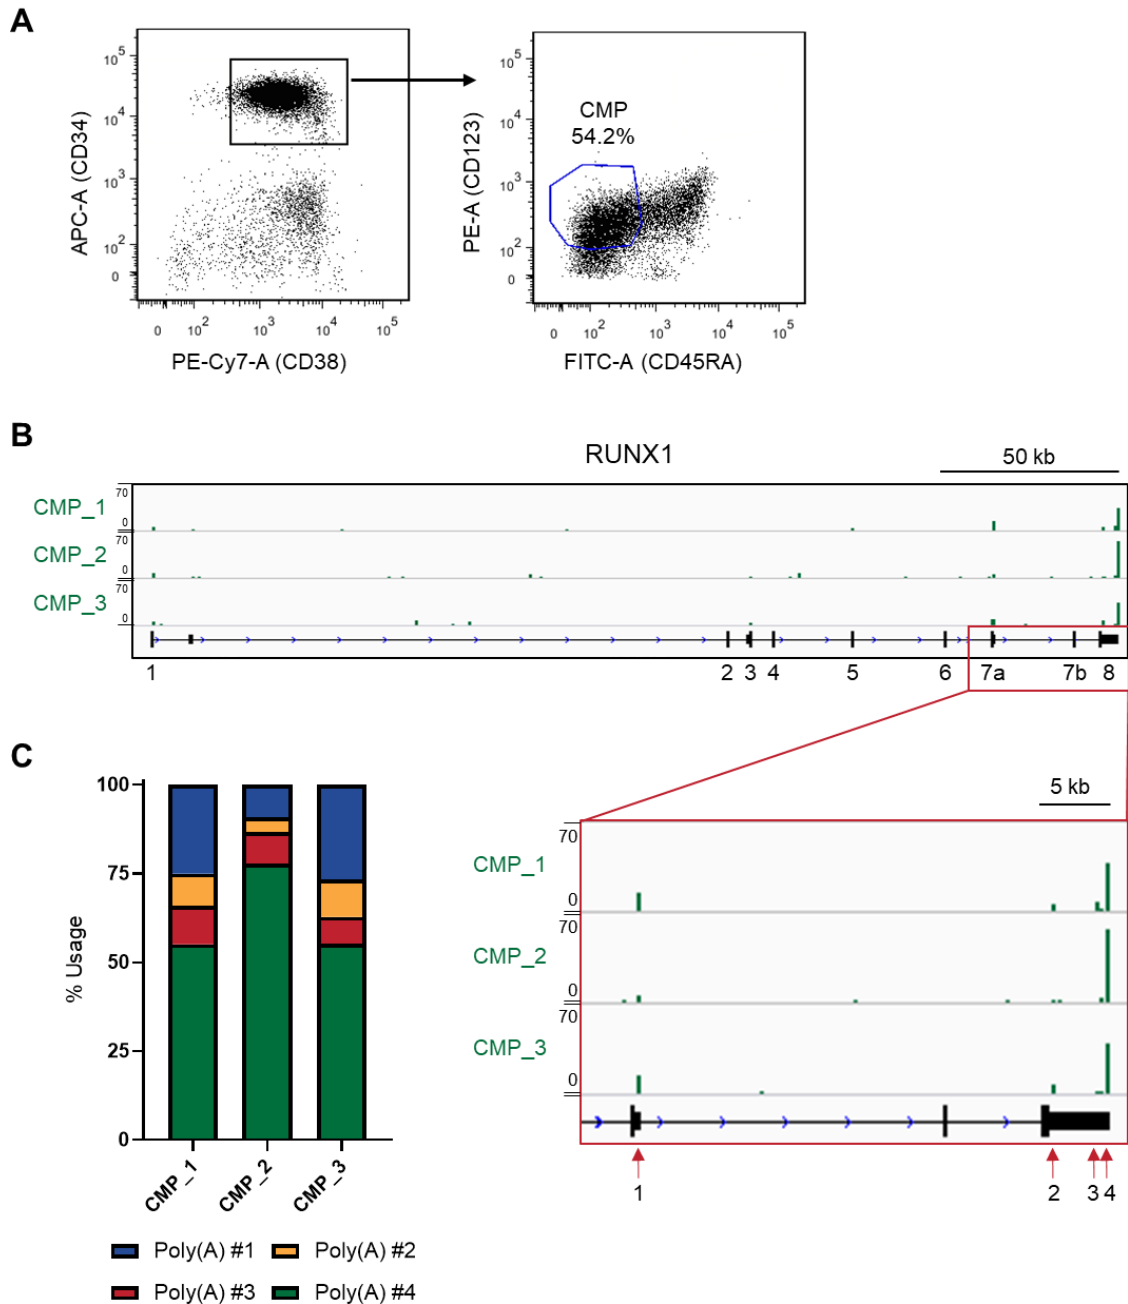 A
10^5
10^4
10^3
10^2
0
APC-A (CD34)
0 10^2 10^3 10^4 10^5
PE-Cy7-A (CD38)
CMP
54.2%
10^5
10^4
10^3
10^2
0
PE-A (CD123)
0 10^2 10^3 10^4 10^5
FITC-A (CD45RA)
B
RUNX1
50 kb
CMP_1
70
0
CMP_2
70
0
CMP_3
70
0
1 2 3 4 5 6 7a 7b 8
C
100
75
50
25
0
% Usage
CMP_1 CMP_2 CMP_3
Poly(A) #1 Poly(A) #2
Poly(A) #3 Poly(A) #4
5 kb
CMP_1
70
0
CMP_2
70
0
CMP_3
70
0
1 2 3 4